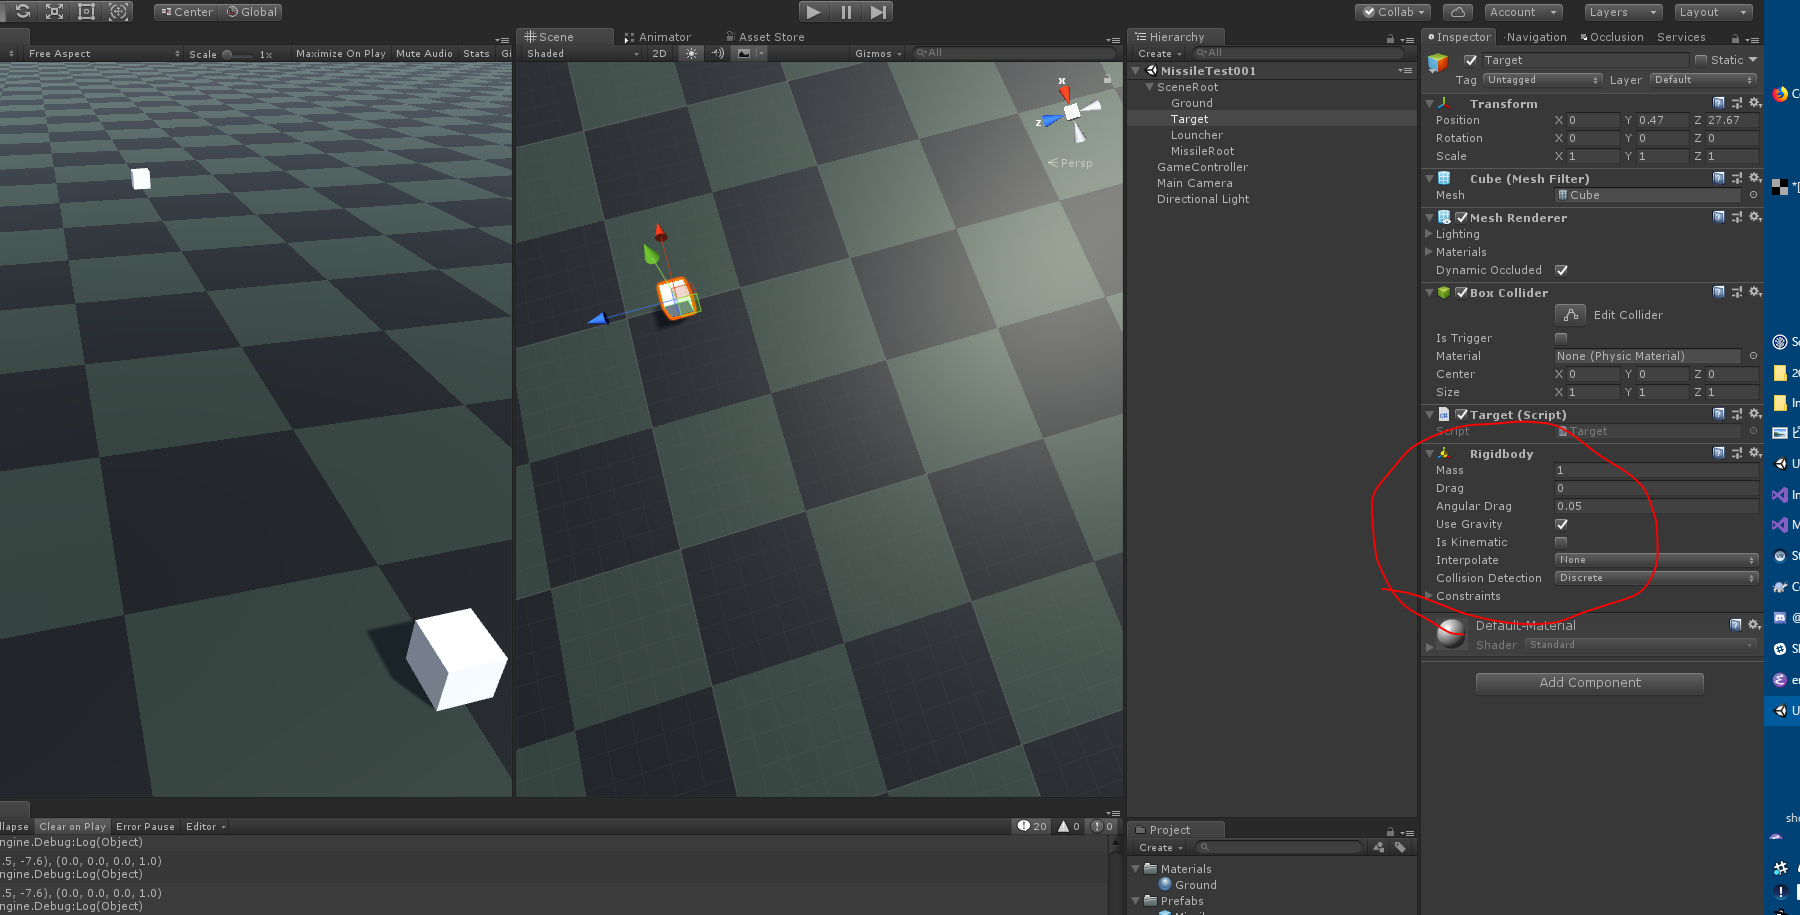 Center Global
Collab Account Layers Layout
Free Aspect Scale 1x Maximize On Play Mute Audio Stats Gi
Scene Animator Asset Store
Shaded 2D Gizmos All
x
z
Persp
Hierarchy
Create All
MissileTest001
SceneRoot
Ground
Target
Louncher
MissileRoot
GameController
Main Camera
Directional Light
Inspector Navigation Occlusion Services
Target Static
Tag Untagged Layer Default
Transform
Position X 0 Y 0.47 Z 27.67
Rotation X 0 Y 0 Z 0
Scale X 1 Y 1 Z 1
Cube (Mesh Filter)
Mesh Cube
Mesh Renderer
Lighting
Materials
Dynamic Occluded
Box Collider
Edit Collider
Is Trigger
Material None (Physic Material)
Center X 0 Y 0 Z 0
Size X 1 Y 1 Z 1
Target (Script)
Script Target
Rigidbody
Mass 1
Drag 0
Angular Drag 0.05
Use Gravity
Is Kinematic
Interpolate None
Collision Detection Discrete
Constraints
Default-Material
Shader Standard
Add Component
llapse Clear on Play Error Pause Editor 20 0 0
ngine.Debug:Log(Object)
.5, -7.6), (0.0, 0.0, 0.0, 1.0)
ngine.Debug:Log(Object)
.5, -7.6), (0.0, 0.0, 0.0, 1.0)
ngine.Debug:Log(Object)
Project
Create
Materials
Ground
Prefabs